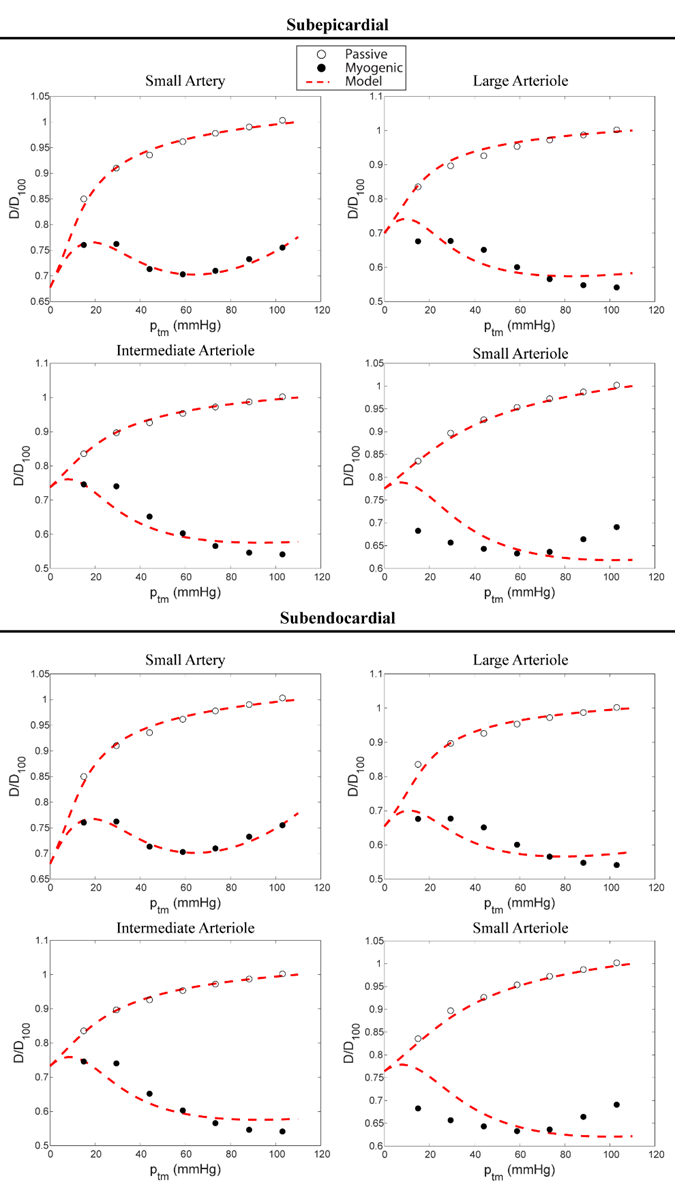 Subepicardial
Passive
Myogenic
Model
Small Artery
1.05
1
0.95
0.9
0.85
0.8
0.75
0.7
0.65
D/D100
0 20 40 60 80 100 120
ptm (mmHg)
Large Arteriole
1.1
1
0.9
0.8
0.7
0.6
0.5
D/D100
0 20 40 60 80 100 120
ptm (mmHg)
Intermediate Arteriole
1.1
1
0.9
0.8
0.7
0.6
0.5
D/D100
0 20 40 60 80 100 120
ptm (mmHg)
Small Arteriole
1.05
1
0.95
0.9
0.85
0.8
0.75
0.7
0.65
0.6
D/D100
0 20 40 60 80 100 120
ptm (mmHg)
Subendocardial
Small Artery
1.05
1
0.95
0.9
0.85
0.8
0.75
0.7
0.65
D/D100
0 20 40 60 80 100 120
ptm (mmHg)
Large Arteriole
1.1
1
0.9
0.8
0.7
0.6
0.5
D/D100
0 20 40 60 80 100 120
ptm (mmHg)
Intermediate Arteriole
1.1
1
0.9
0.8
0.7
0.6
0.5
D/D100
0 20 40 60 80 100 120
ptm (mmHg)
Small Arteriole
1.05
1
0.95
0.9
0.85
0.8
0.75
0.7
0.65
0.6
D/D100
0 20 40 60 80 100 120
ptm (mmHg)